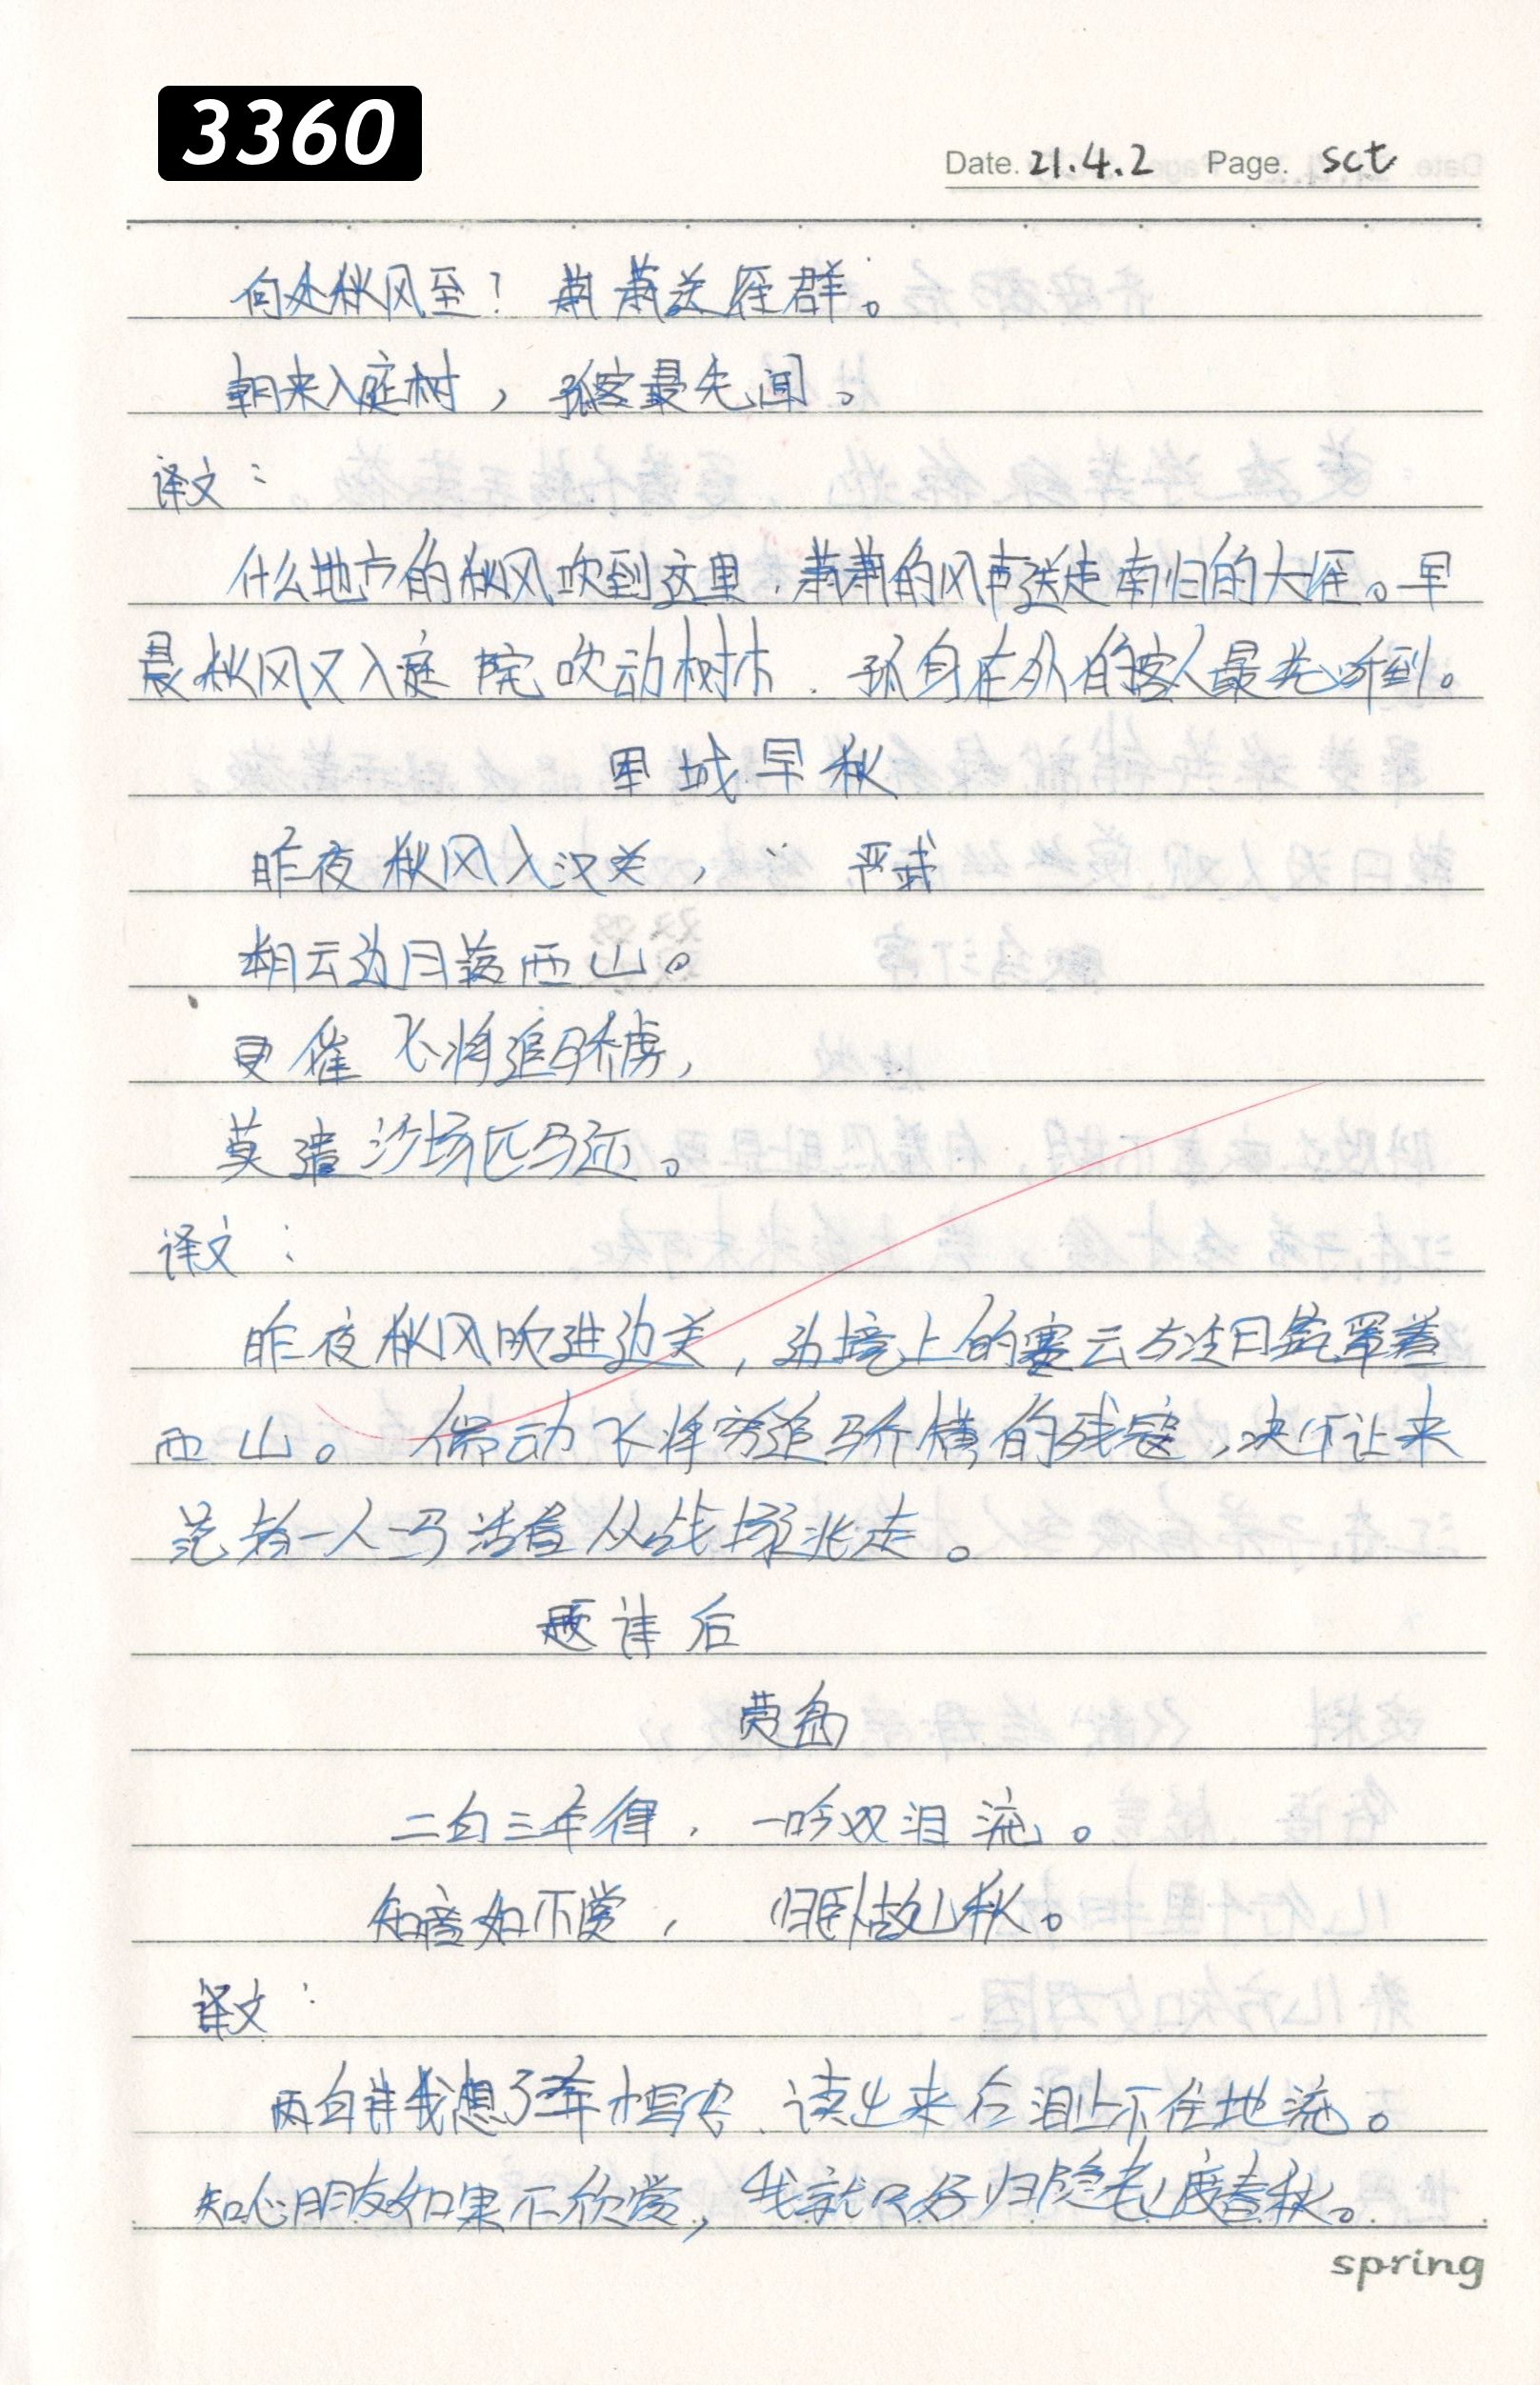 3360
Date. 21.4.2 Page. sct
何处秋风至？萧萧送雁群。
朝来入庭树，孤客最先闻。
译文：
什么地方的秋风吹到这里，萧萧的风声送走南归的大雁。早
晨秋风又入庭院吹动树木，孤身在外的客人最先听到。
军城早秋
昨夜秋风入汉关， 严武
朔云边月落西山。
更催飞将追骄虏，
莫遣沙场匹马还。
译文：
昨夜秋风吹进边关，边境上的寒云与冷月笼罩着
西山。催动飞将穷追骄横的残寇，决不让来
范者一人一马活着从战场逃走。
题诗后
贾岛
二句三年得，一吟双泪流。
知音如不赏，归卧故山秋。
译文：
两句诗我想了三年才写出，读出来后泪止不住地流。
知心朋友如果不欣赏，我就只好归隐老山度春秋。
spring